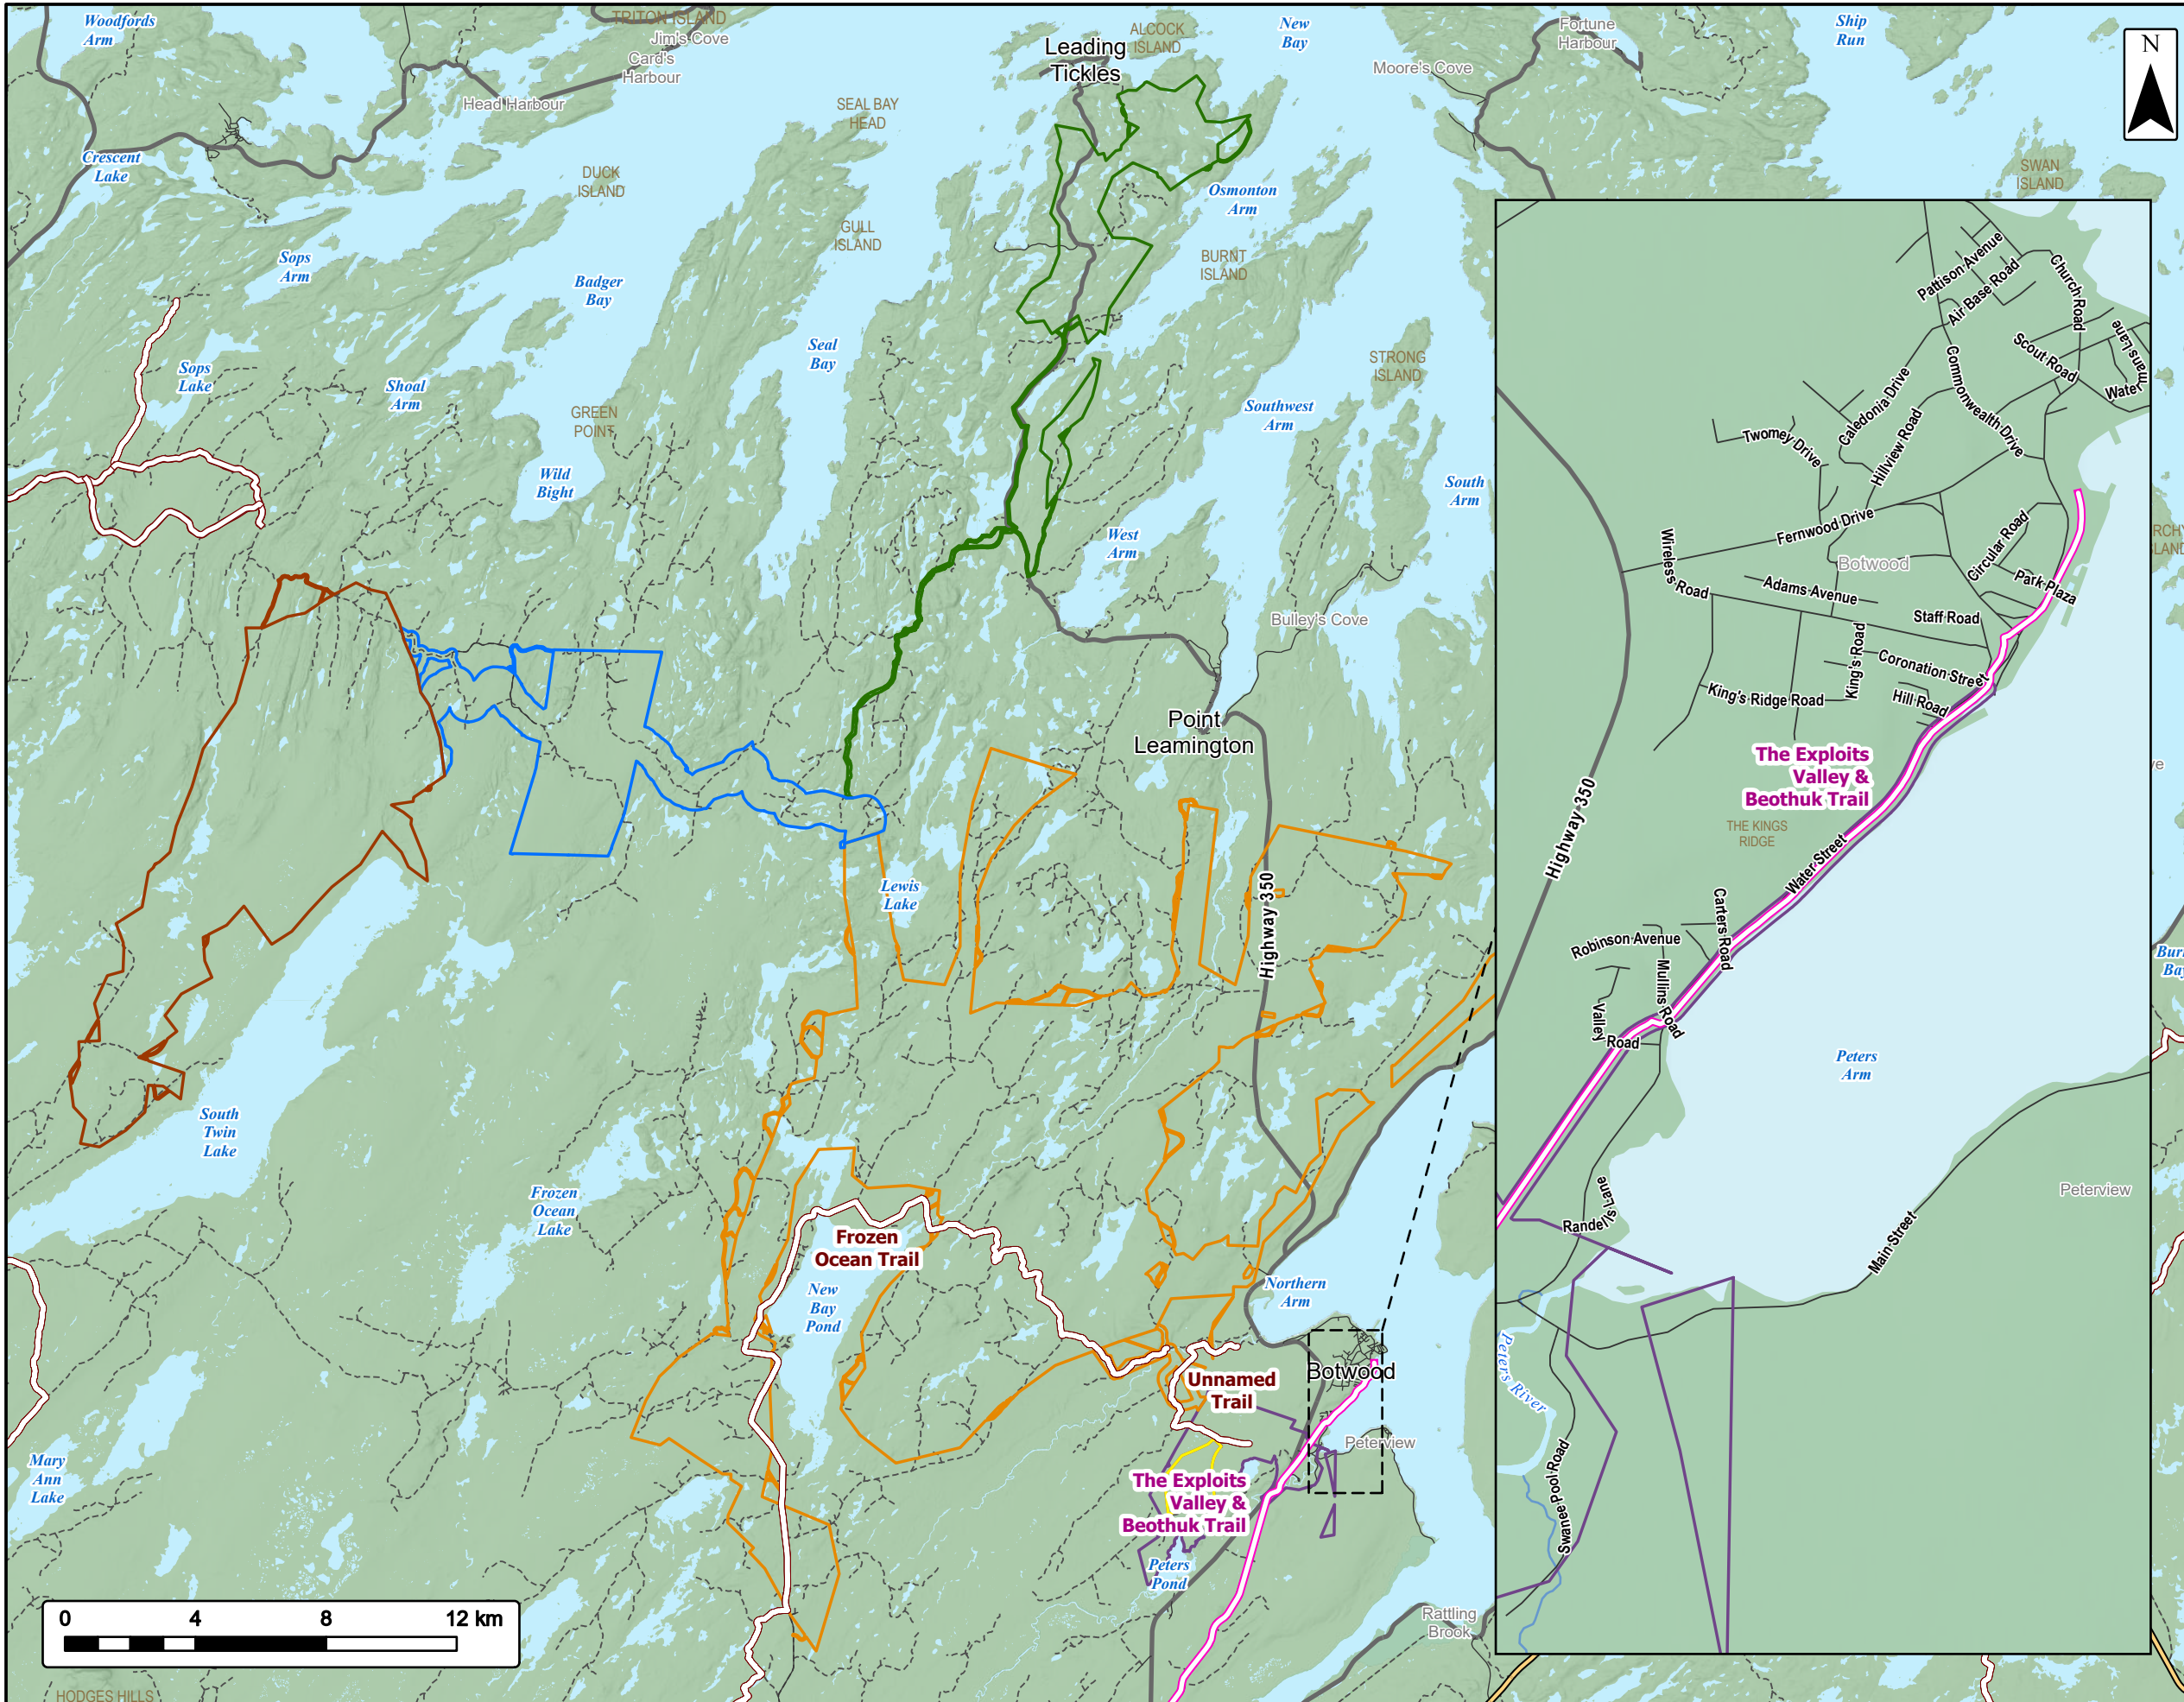 Woodfords
Arm
TRITON ISLAND
Jim's Cove
Card's
Harbour
Head Harbour
Crescent
Lake
SEAL BAY
HEAD
Leading
Tickles
ALCOCK
ISLAND
New
Bay
Moore's Cove
Fortune
Harbour
Ship
Run
N
DUCK
ISLAND
GULL
ISLAND
Osmonton
Arm
SWAN
ISLAND
Sops
Arm
Badger
Bay
BURNT
ISLAND
Sops
Lake
Shoal
Arm
Seal
Bay
GREEN
POINT
STRONG
ISLAND
Southwest
Arm
Wild
Bight
South
Arm
West
Arm
Bulley's Cove
Point
Leamington
Lewis
Lake
Highway 350
South
Twin
Lake
Frozen
Ocean
Lake
Frozen
Ocean Trail
New
Bay
Pond
Northern
Arm
Unnamed
Trail
Botwood
Peterview
The Exploits
Valley &
Beothuk Trail
Peters
Pond
Mary
Ann
Lake
Rattling
Brook
HODGES HILLS
0 4 8 12 km
Pattison Avenue
Air Base Road
Church Road
Scout Road
mans Lane
Water
Commonwealth Drive
Caledonia Drive
Hillview Road
Twomey Drive
Fernwood Drive
Botwood
Wireless Road
Adams Avenue
Circular Road
Park Plaza
Staff Road
King's Road
Coronation Street
King's Ridge Road
Hill Road
The Exploits
Valley &
Beothuk Trail
THE KINGS
RIDGE
Highway 350
Water Street
Carters Road
Robinson Avenue
Mullins Road
Valley
Road
Peters
Arm
Randell's Lane
Main Street
Peterview
Peters River
Swanee Pool Road
RCHY
LAND
ve
Bur
Bay